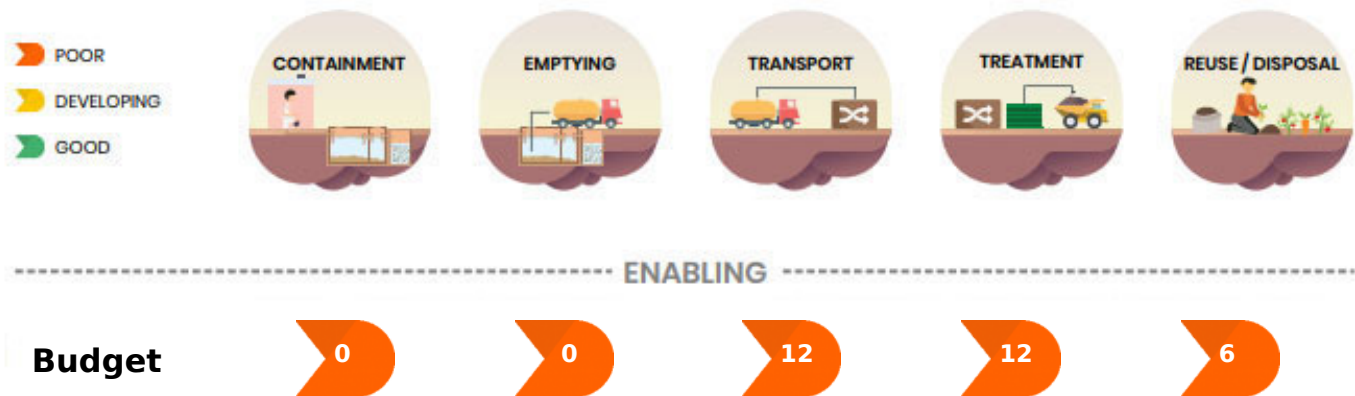 POOR
DEVELOPING
GOOD
CONTAINMENT
EMPTYING
TRANSPORT
TREATMENT
REUSE / DISPOSAL
ENABLING
Budget 0 0 12 12 6